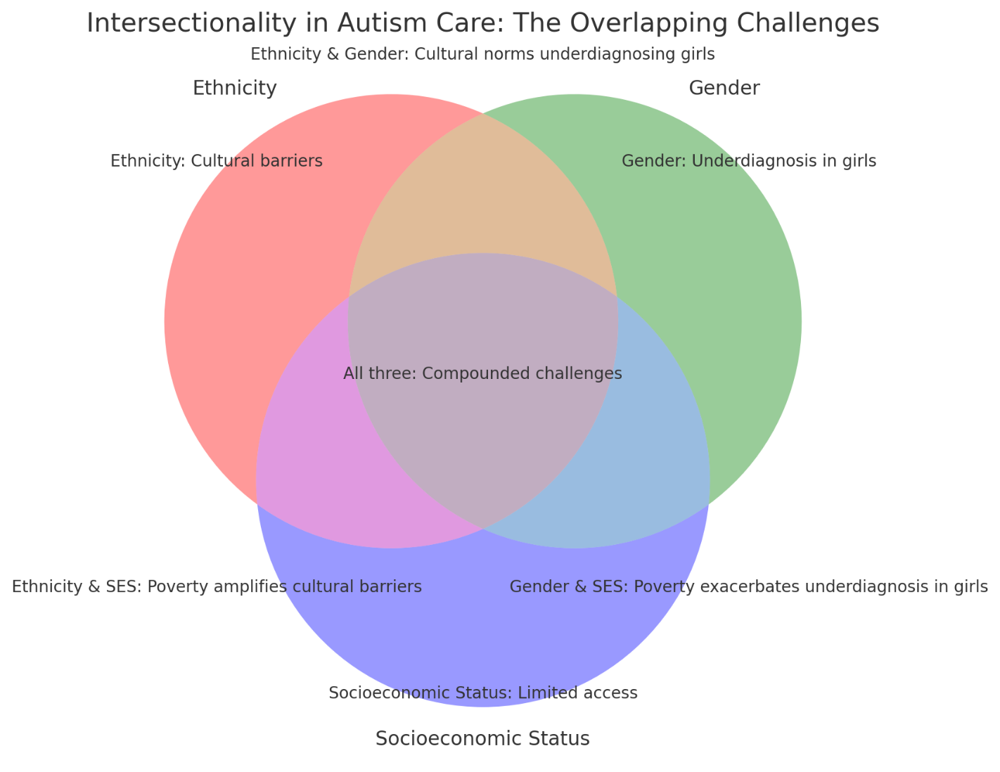 Intersectionality in Autism Care: The Overlapping Challenges
Ethnicity & Gender: Cultural norms underdiagnosing girls
Ethnicity
Gender
Ethnicity: Cultural barriers
Gender: Underdiagnosis in girls
All three: Compounded challenges
Ethnicity & SES: Poverty amplifies cultural barriers
Gender & SES: Poverty exacerbates underdiagnosis in girls
Socioeconomic Status: Limited access
Socioeconomic Status